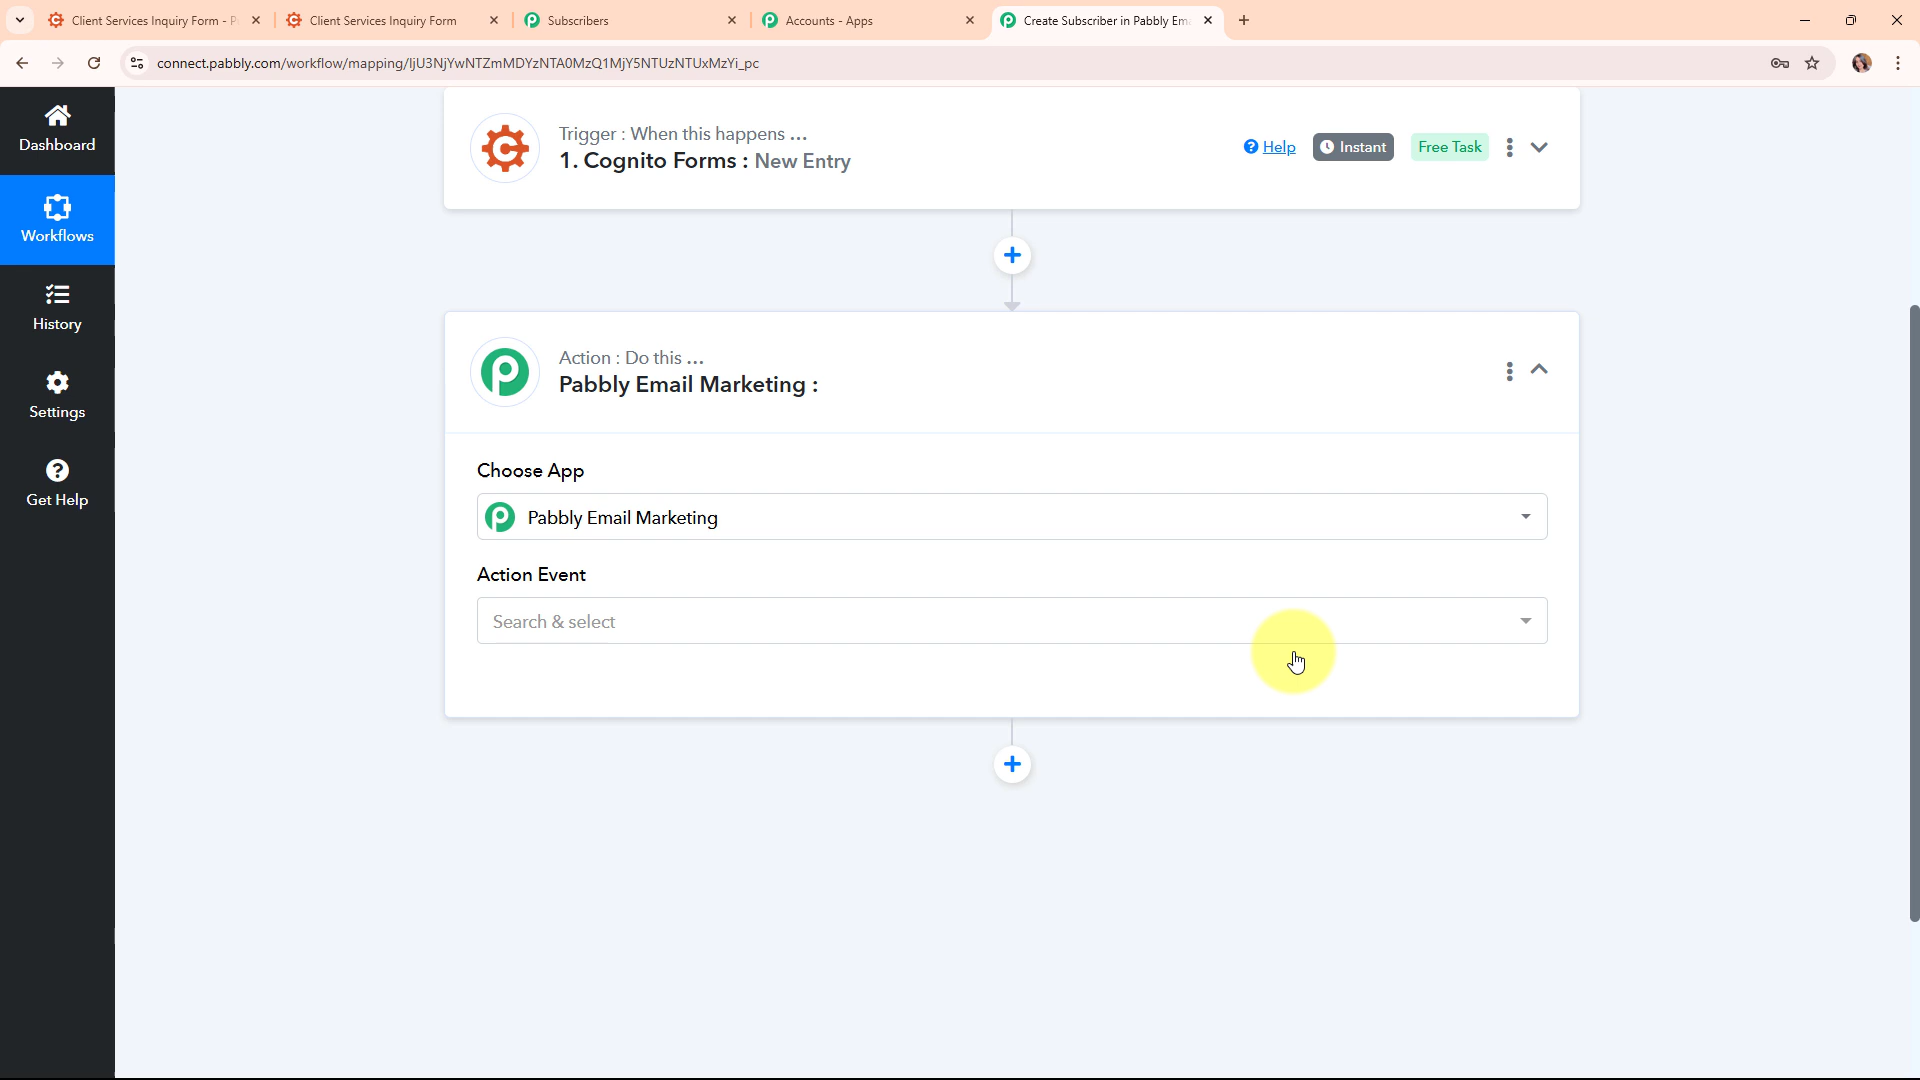 Client Services Inquiry Form - P
Client Services Inquiry Form
Subscribers
Accounts - Apps
Create Subscriber in Pabbly Em
connect.pabbly.com/workflow/mapping/IjU3NjYwNTZmMDYzNTA0MzQ1MjY5NTUzNTUxMzYi_pc
Dashboard
Workflows
History
Settings
Get Help
Trigger : When this happens ...
1. Cognito Forms : New Entry
Help
Instant
Free Task
Action : Do this ...
Pabbly Email Marketing :
Choose App
Pabbly Email Marketing
Action Event
Search & select